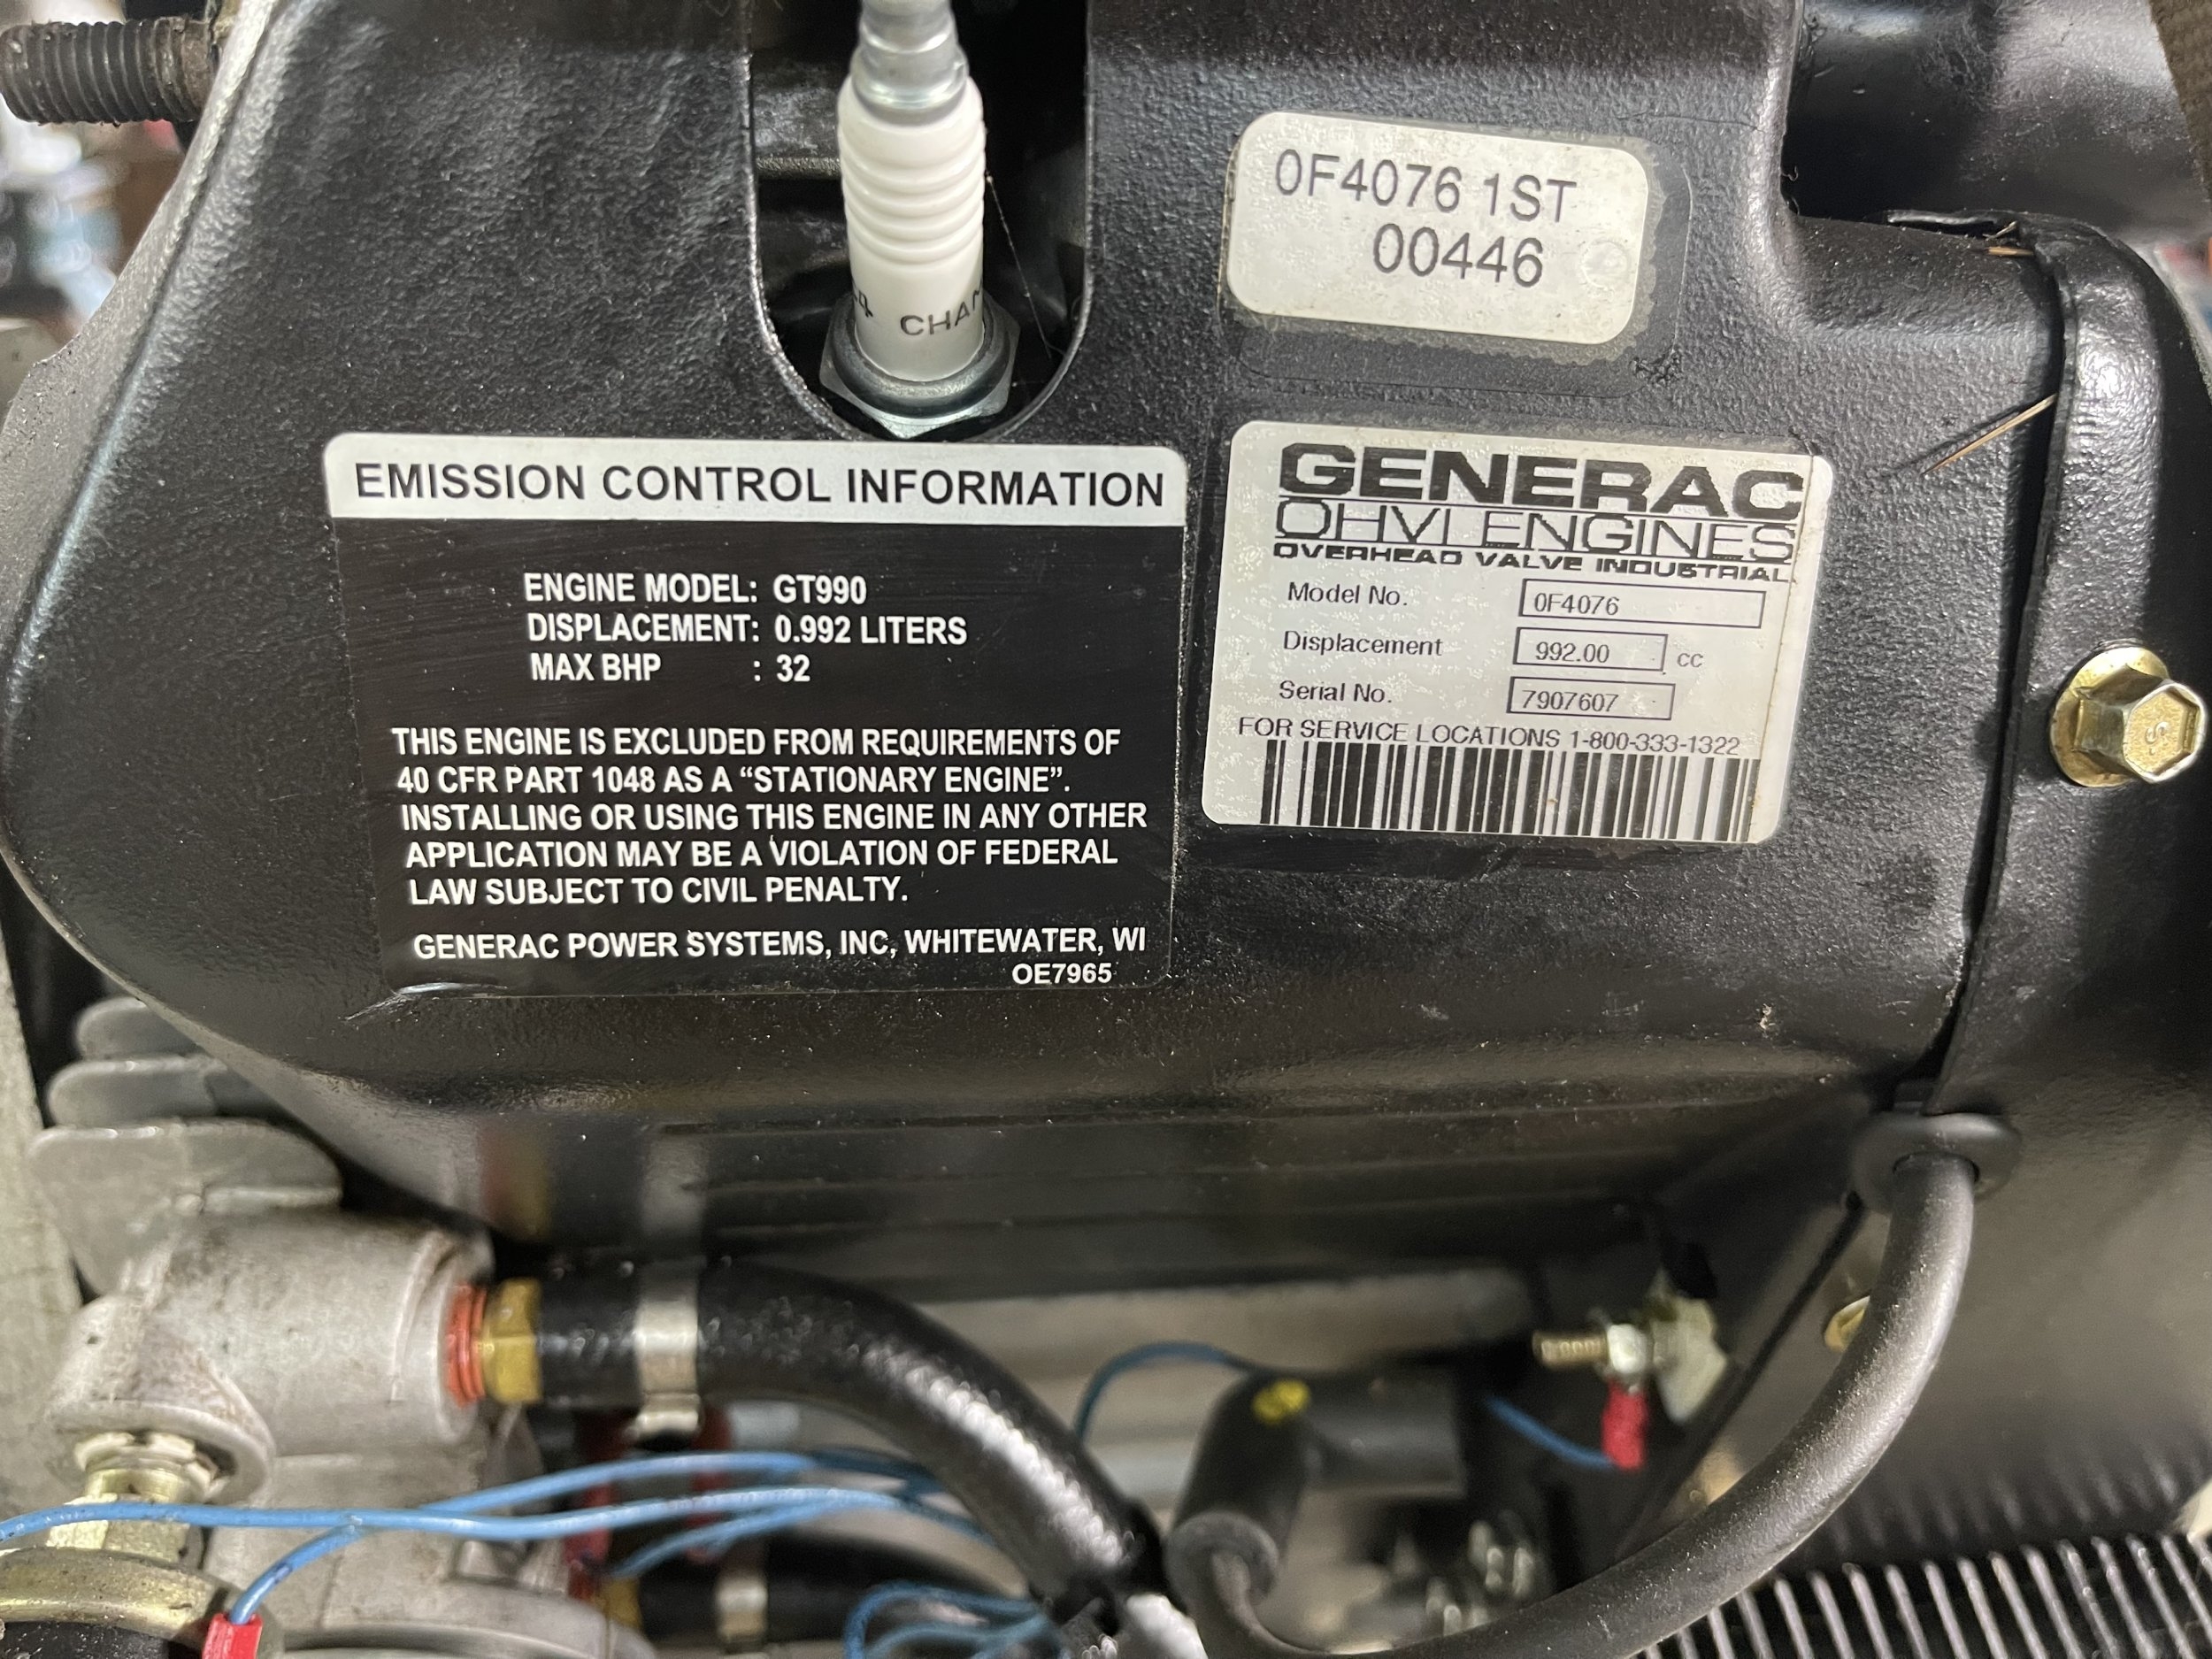 4 CHAM
0F4076 1ST
00446
EMISSION CONTROL INFORMATION
ENGINE MODEL: GT990
DISPLACEMENT: 0.992 LITERS
MAX BHP : 32
THIS ENGINE IS EXCLUDED FROM REQUIREMENTS OF
40 CFR PART 1048 AS A “STATIONARY ENGINE”.
INSTALLING OR USING THIS ENGINE IN ANY OTHER
APPLICATION MAY BE A VIOLATION OF FEDERAL
LAW SUBJECT TO CIVIL PENALTY.
GENERAC POWER SYSTEMS, INC, WHITEWATER, WI
OE7965
GENERAC
OHVI ENGINES
OVERHEAD VALVE INDUSTRIAL
Model No. 0F4076
Displacement 992.00 cc
Serial No. 7907607
FOR SERVICE LOCATIONS 1-800-333-1322